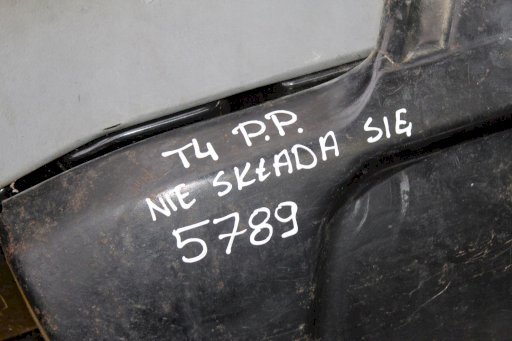 T4 P.P.
NIE SKŁADA SIĘ
5789